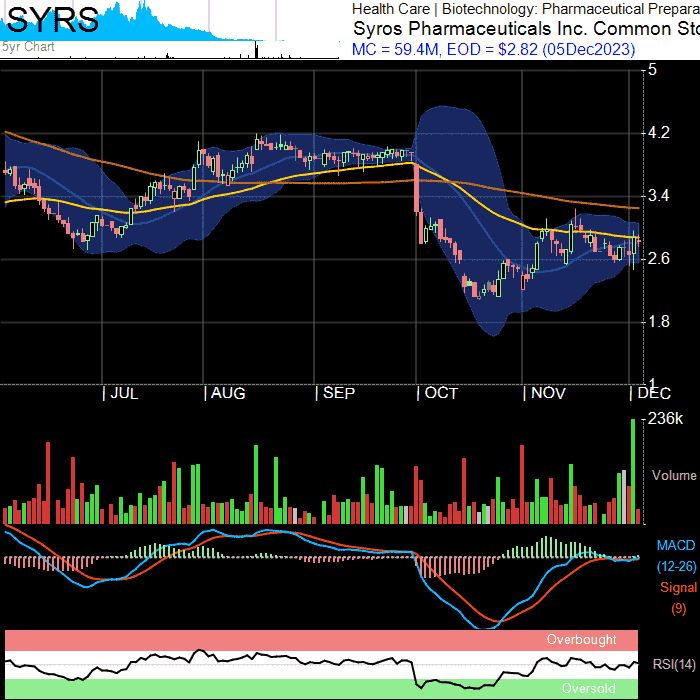 SYRS
5yr Chart
Health Care | Biotechnology: Pharmaceutical Prepara
Syros Pharmaceuticals Inc. Common Sto
MC = 59.4M, EOD = $2.82 (05Dec2023)
5
4.2
3.4
2.6
1.8
1
JUL AUG SEP OCT NOV DEC
236k
Volume
MACD
(12-26)
Signal
(9)
Overbought
RSI(14)
Oversold